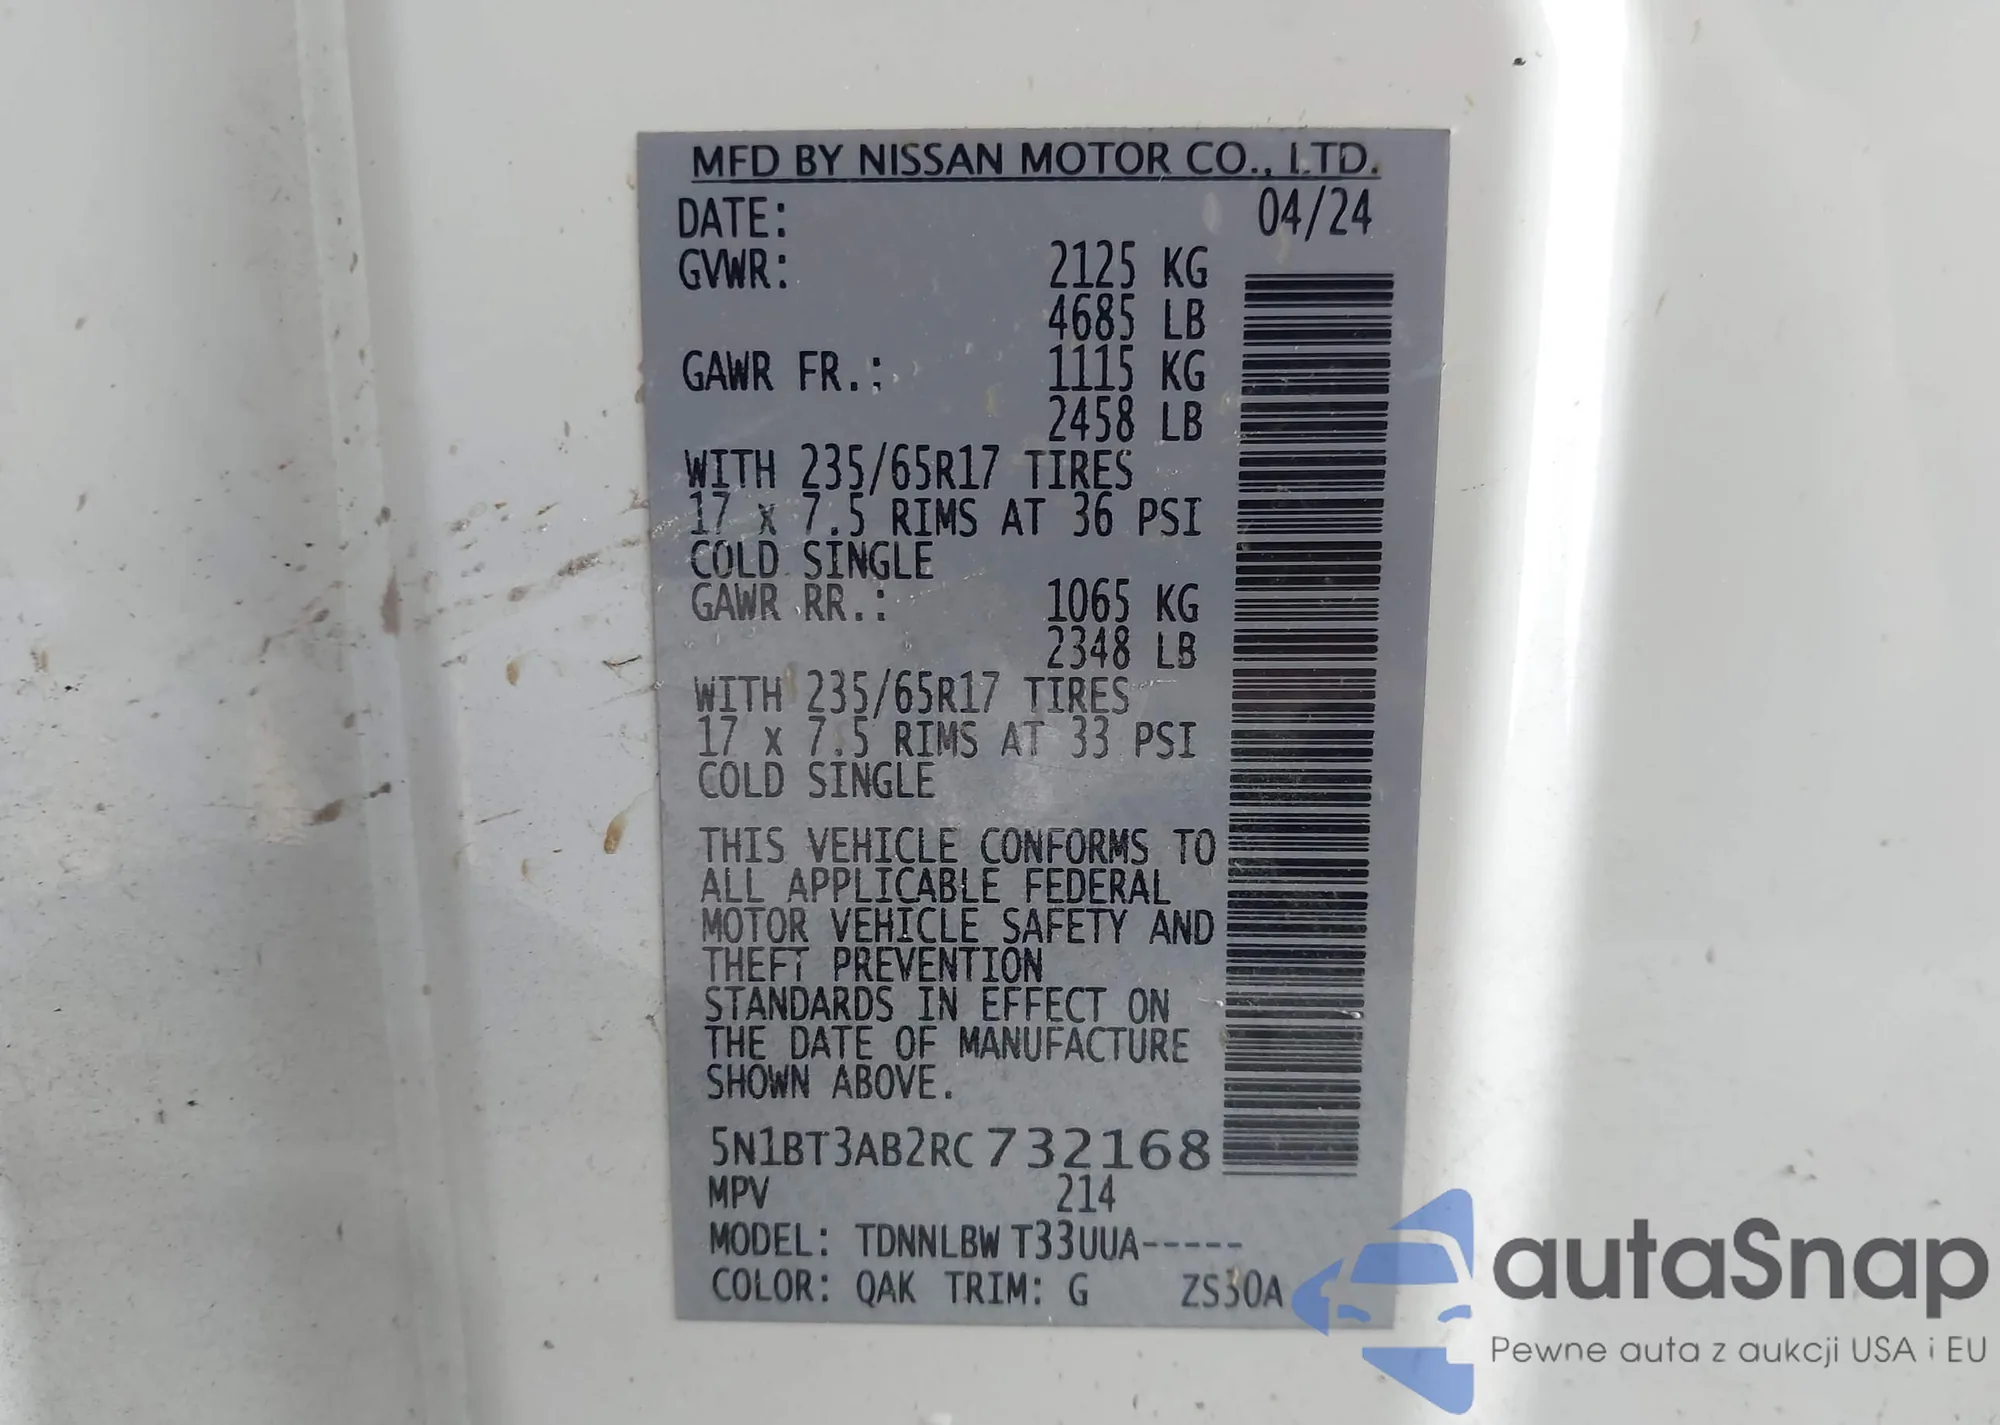 MFD BY NISSAN MOTOR CO., LTD.
DATE: 04/24
GVWR: 2125 KG
4685 LB
GAWR FR.: 1115 KG
2458 LB
WITH 235/65R17 TIRES
17 x 7.5 RIMS AT 36 PSI
COLD SINGLE
GAWR RR.: 1065 KG
2348 LB
WITH 235/65R17 TIRES
17 x 7.5 RIMS AT 33 PSI
COLD SINGLE
THIS VEHICLE CONFORMS TO
ALL APPLICABLE FEDERAL
MOTOR VEHICLE SAFETY AND
THEFT PREVENTION
STANDARDS IN EFFECT ON
THE DATE OF MANUFACTURE
SHOWN ABOVE.
5N1BT3AB2RC732168
MPV 214
MODEL: TDNNLBW T33UUA-----
COLOR: QAK TRIM: G ZS30A
autaSnap
Pewne auta z aukcji USA i EU